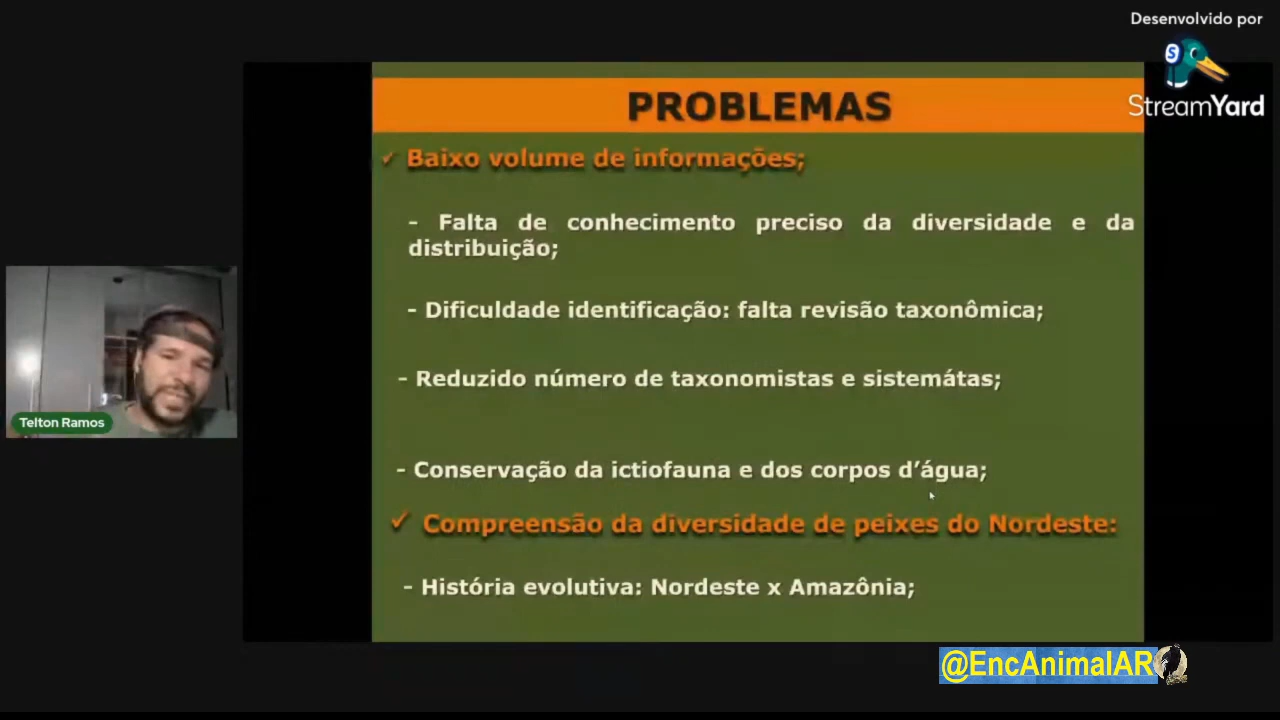 Desenvolvido por
StreamYard
PROBLEMAS
✓ Baixo volume de informações;
- Falta de conhecimento preciso da diversidade e da
distribuição;
- Dificuldade identificação: falta revisão taxonômica;
- Reduzido número de taxonomistas e sistemátas;
- Conservação da ictiofauna e dos corpos d’água;
✓ Compreensão da diversidade de peixes do Nordeste:
- História evolutiva: Nordeste x Amazônia;
Telton Ramos
@EncAnimalAR